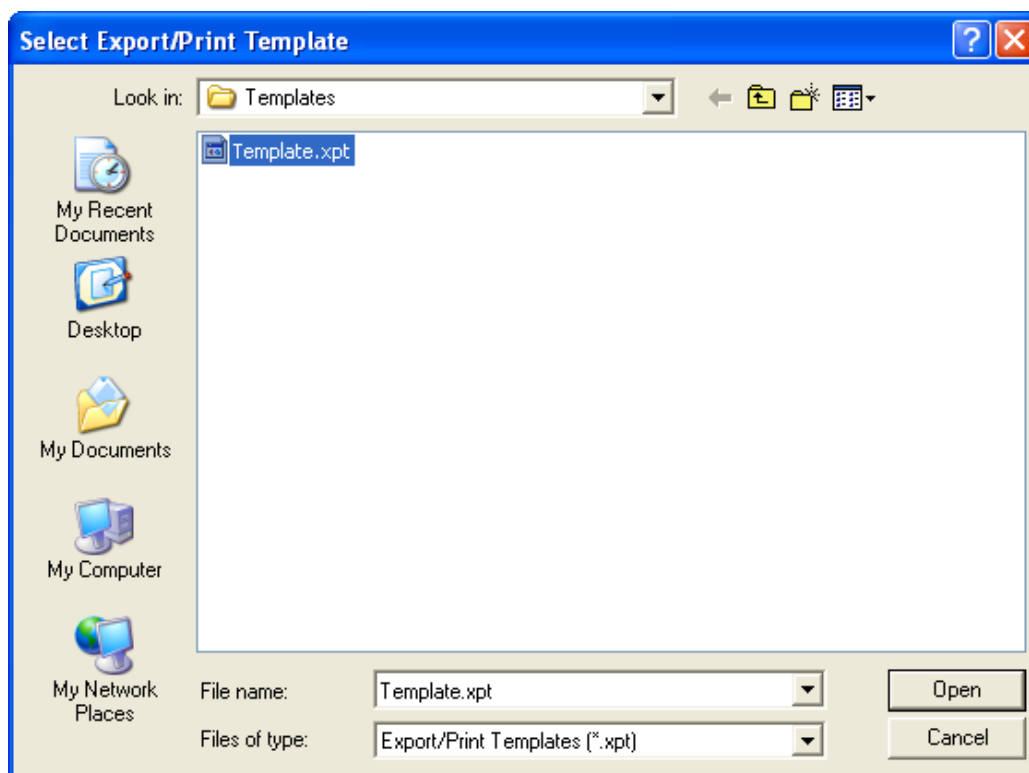 Select Export/Print Template
Look in:
Templates
Template.xpt
My Recent
Documents
Desktop
My Documents
My Computer
My Network
Places
File name:
Template.xpt
Open
Files of type:
Export/Print Templates (*.xpt)
Cancel